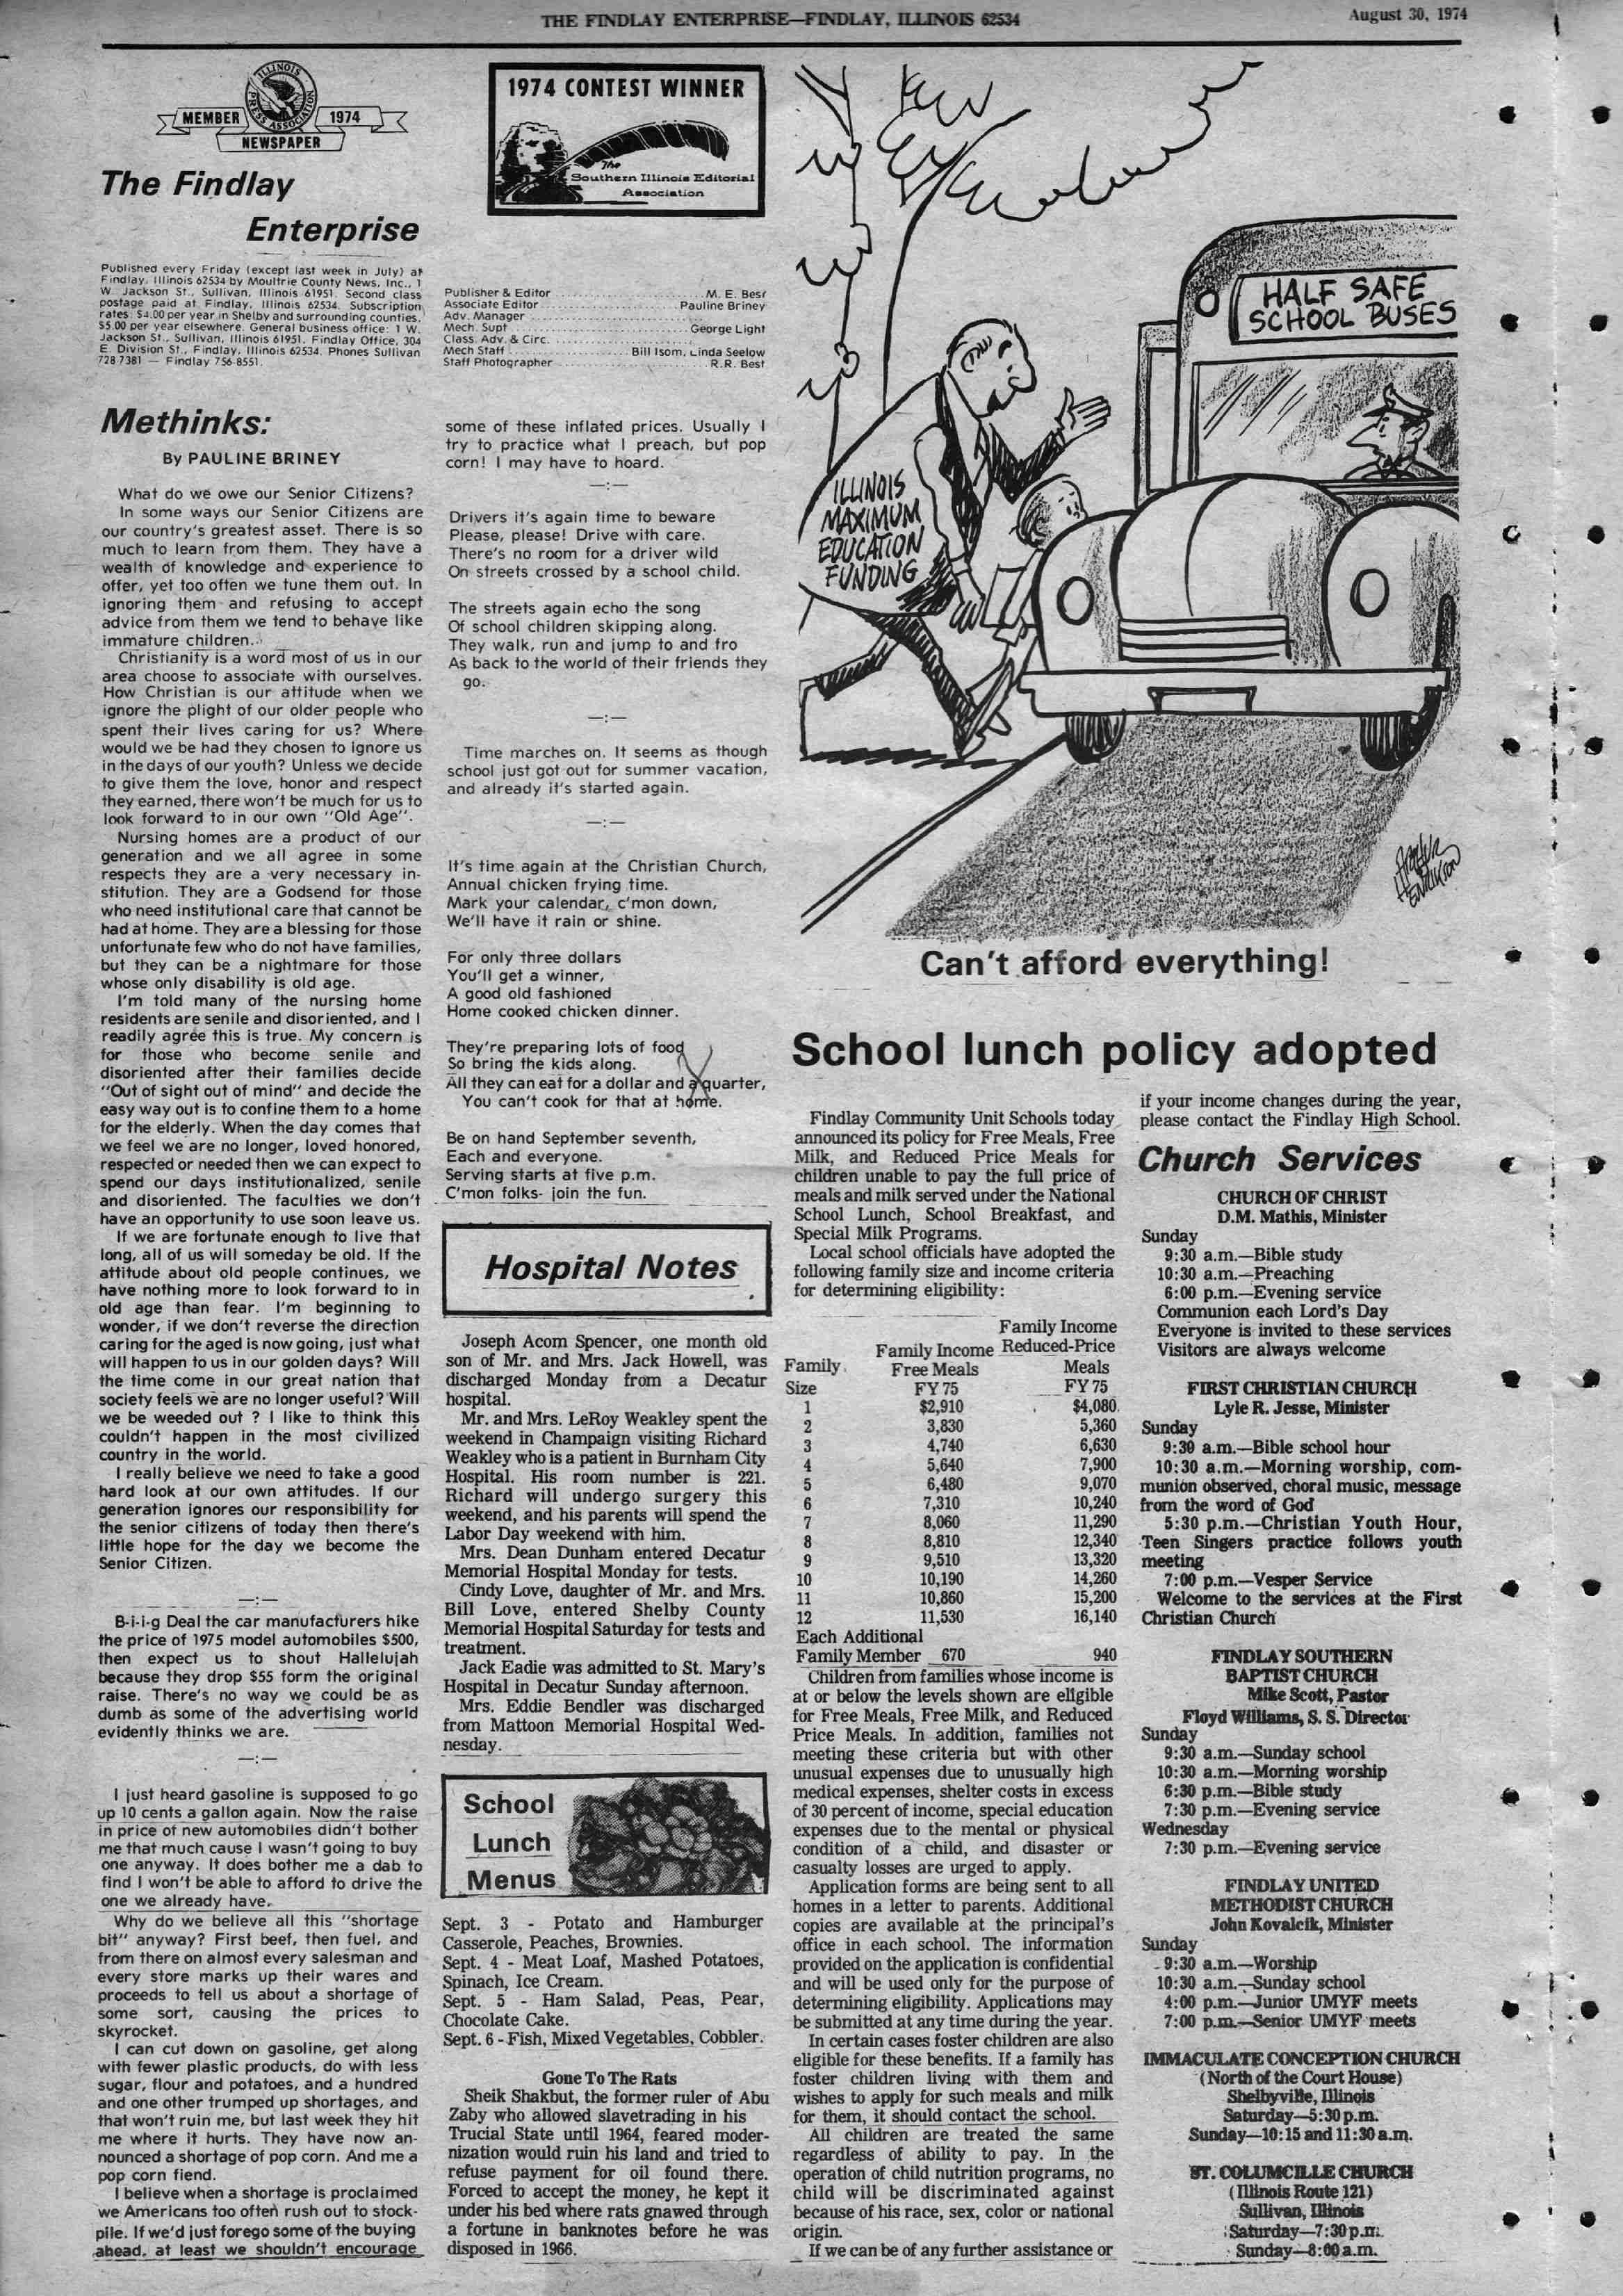 THE FINDLAY ENTERPRISE—FINDLAY, ILLINOIS 62534
August 30, 1974
ILLINOIS
PRESS ASSOCIATION
MEMBER
1974
NEWSPAPER
The Findlay
Enterprise
Published every Friday (except last week in July) at
Findlay, Illinois 62534 by Moultrie County News, Inc., 1
W. Jackson St., Sullivan, Illinois 61951. Second class
postage paid at Findlay, Illinois 62534. Subscription
rates: $4.00 per year in Shelby and surrounding counties.
$5.00 per year elsewhere. General business office: 1 W.
Jackson St., Sullivan, Illinois 61951. Findlay Office, 304
E. Division St., Findlay, Illinois 62534. Phones Sullivan
728-7381 — Findlay 756-8551.
1974 CONTEST WINNER
The
Southern Illinois Editorial
Association
Publisher & Editor M. E. Best
Associate Editor Pauline Briney
Adv. Manager
Mech. Supt George Light
Class. Adv. & Circ.
Mech Staff Bill Isom, Linda Seelow
Staff Photographer R.R. Best
Methinks:
By PAULINE BRINEY
What do we owe our Senior Citizens?
In some ways our Senior Citizens are
our country's greatest asset. There is so
much to learn from them. They have a
wealth of knowledge and experience to
offer, yet too often we tune them out. In
ignoring them and refusing to accept
advice from them we tend to behave like
immature children.
Christianity is a word most of us in our
area choose to associate with ourselves.
How Christian is our attitude when we
ignore the plight of our older people who
spent their lives caring for us? Where
would we be had they chosen to ignore us
in the days of our youth? Unless we decide
to give them the love, honor and respect
they earned, there won't be much for us to
look forward to in our own "Old Age".
Nursing homes are a product of our
generation and we all agree in some
respects they are a very necessary in-
stitution. They are a Godsend for those
who need institutional care that cannot be
had at home. They are a blessing for those
unfortunate few who do not have families,
but they can be a nightmare for those
whose only disability is old age.
I'm told many of the nursing home
residents are senile and disoriented, and I
readily agree this is true. My concern is
for those who become senile and
disoriented after their families decide
"Out of sight out of mind" and decide the
easy way out is to confine them to a home
for the elderly. When the day comes that
we feel we are no longer, loved honored,
respected or needed then we can expect to
spend our days institutionalized, senile
and disoriented. The faculties we don't
have an opportunity to use soon leave us.
If we are fortunate enough to live that
long, all of us will someday be old. If the
attitude about old people continues, we
have nothing more to look forward to in
old age than fear. I'm beginning to
wonder, if we don't reverse the direction
caring for the aged is now going, just what
will happen to us in our golden days? Will
the time come in our great nation that
society feels we are no longer useful? Will
we be weeded out ? I like to think this
couldn't happen in the most civilized
country in the world.
I really believe we need to take a good
hard look at our own attitudes. If our
generation ignores our responsibility for
the senior citizens of today then there's
little hope for the day we become the
Senior Citizen.
—:—
B-i-i-g Deal the car manufacturers hike
the price of 1975 model automobiles $500,
then expect us to shout Hallelujah
because they drop $55 form the original
raise. There's no way we could be as
dumb as some of the advertising world
evidently thinks we are.
—:—
I just heard gasoline is supposed to go
up 10 cents a gallon again. Now the raise
in price of new automobiles didn't bother
me that much cause I wasn't going to buy
one anyway. It does bother me a dab to
find I won't be able to afford to drive the
one we already have.
Why do we believe all this "shortage
bit" anyway? First beef, then fuel, and
from there on almost every salesman and
every store marks up their wares and
proceeds to tell us about a shortage of
some sort, causing the prices to
skyrocket.
I can cut down on gasoline, get along
with fewer plastic products, do with less
sugar, flour and potatoes, and a hundred
and one other trumped up shortages, and
that won't ruin me, but last week they hit
me where it hurts. They have now an-
nounced a shortage of pop corn. And me a
pop corn fiend.
I believe when a shortage is proclaimed
we Americans too often rush out to stock-
pile. If we'd just forego some of the buying
ahead, at least we shouldn't encourage
some of these inflated prices. Usually I
try to practice what I preach, but pop
corn! I may have to hoard.
—:—
Drivers it's again time to beware
Please, please! Drive with care.
There's no room for a driver wild
On streets crossed by a school child.
The streets again echo the song
Of school children skipping along.
They walk, run and jump to and fro
As back to the world of their friends they
go.
—:—
Time marches on. It seems as though
school just got out for summer vacation,
and already it's started again.
—:—
It's time again at the Christian Church,
Annual chicken frying time.
Mark your calendar, c'mon down,
We'll have it rain or shine.
For only three dollars
You'll get a winner,
A good old fashioned
Home cooked chicken dinner.
They're preparing lots of food
So bring the kids along.
All they can eat for a dollar and a quarter,
You can't cook for that at home.
Be on hand September seventh,
Each and everyone.
Serving starts at five p.m.
C'mon folks- join the fun.
Hospital Notes
Joseph Acom Spencer, one month old
son of Mr. and Mrs. Jack Howell, was
discharged Monday from a Decatur
hospital.
Mr. and Mrs. LeRoy Weakley spent the
weekend in Champaign visiting Richard
Weakley who is a patient in Burnham City
Hospital. His room number is 221.
Richard will undergo surgery this
weekend, and his parents will spend the
Labor Day weekend with him.
Mrs. Dean Dunham entered Decatur
Memorial Hospital Monday for tests.
Cindy Love, daughter of Mr. and Mrs.
Bill Love, entered Shelby County
Memorial Hospital Saturday for tests and
treatment.
Jack Eadie was admitted to St. Mary's
Hospital in Decatur Sunday afternoon.
Mrs. Eddie Bendler was discharged
from Mattoon Memorial Hospital Wed-
nesday.
School
Lunch
Menus
Sept. 3 - Potato and Hamburger
Casserole, Peaches, Brownies.
Sept. 4 - Meat Loaf, Mashed Potatoes,
Spinach, Ice Cream.
Sept. 5 - Ham Salad, Peas, Pear,
Chocolate Cake.
Sept. 6 - Fish, Mixed Vegetables, Cobbler.
Gone To The Rats
Sheik Shakbut, the former ruler of Abu
Zaby who allowed slavetrading in his
Trucial State until 1964, feared moder-
nization would ruin his land and tried to
refuse payment for oil found there.
Forced to accept the money, he kept it
under his bed where rats gnawed through
a fortune in banknotes before he was
disposed in 1966.
HALF SAFE
SCHOOL BUSES
ILLINOIS
MAXIMUM
EDUCATION
FUNDING
Can't afford everything!
School lunch policy adopted
Findlay Community Unit Schools today
announced its policy for Free Meals, Free
Milk, and Reduced Price Meals for
children unable to pay the full price of
meals and milk served under the National
School Lunch, School Breakfast, and
Special Milk Programs.
Local school officials have adopted the
following family size and income criteria
for determining eligibility:
Family Income
Family Income Reduced-Price
Family Free Meals Meals
Size FY 75 FY 75
1 $2,910 $4,080
2 3,830 5,360
3 4,740 6,630
4 5,640 7,900
5 6,480 9,070
6 7,310 10,240
7 8,060 11,290
8 8,810 12,340
9 9,510 13,320
10 10,190 14,260
11 10,860 15,200
12 11,530 16,140
Each Additional
Family Member 670 940
Children from families whose income is
at or below the levels shown are eligible
for Free Meals, Free Milk, and Reduced
Price Meals. In addition, families not
meeting these criteria but with other
unusual expenses due to unusually high
medical expenses, shelter costs in excess
of 30 percent of income, special education
expenses due to the mental or physical
condition of a child, and disaster or
casualty losses are urged to apply.
Application forms are being sent to all
homes in a letter to parents. Additional
copies are available at the principal's
office in each school. The information
provided on the application is confidential
and will be used only for the purpose of
determining eligibility. Applications may
be submitted at any time during the year.
In certain cases foster children are also
eligible for these benefits. If a family has
foster children living with them and
wishes to apply for such meals and milk
for them, it should contact the school.
All children are treated the same
regardless of ability to pay. In the
operation of child nutrition programs, no
child will be discriminated against
because of his race, sex, color or national
origin.
If we can be of any further assistance or
if your income changes during the year,
please contact the Findlay High School.
Church Services
CHURCH OF CHRIST
D.M. Mathis, Minister
Sunday
9:30 a.m.—Bible study
10:30 a.m.—Preaching
6:00 p.m.—Evening service
Communion each Lord's Day
Everyone is invited to these services
Visitors are always welcome
FIRST CHRISTIAN CHURCH
Lyle R. Jesse, Minister
Sunday
9:30 a.m.—Bible school hour
10:30 a.m.—Morning worship, com-
munion observed, choral music, message
from the word of God
5:30 p.m.—Christian Youth Hour,
Teen Singers practice follows youth
meeting
7:00 p.m.—Vesper Service
Welcome to the services at the First
Christian Church
FINDLAY SOUTHERN
BAPTIST CHURCH
Mike Scott, Pastor
Floyd Williams, S. S. Director
Sunday
9:30 a.m.—Sunday school
10:30 a.m.—Morning worship
6:30 p.m.—Bible study
7:30 p.m.—Evening service
Wednesday
7:30 p.m.—Evening service
FINDLAY UNITED
METHODIST CHURCH
John Kovalcik, Minister
Sunday
9:30 a.m.—Worship
10:30 a.m.—Sunday school
4:00 p.m.—Junior UMYF meets
7:00 p.m.—Senior UMYF meets
IMMACULATE CONCEPTION CHURCH
(North of the Court House)
Shelbyville, Illinois
Saturday—5:30 p.m.
Sunday—10:15 and 11:30 a.m.
ST. COLUMCILLE CHURCH
(Illinois Route 121)
Sullivan, Illinois
Saturday—7:30 p.m.
Sunday—8:00 a.m.